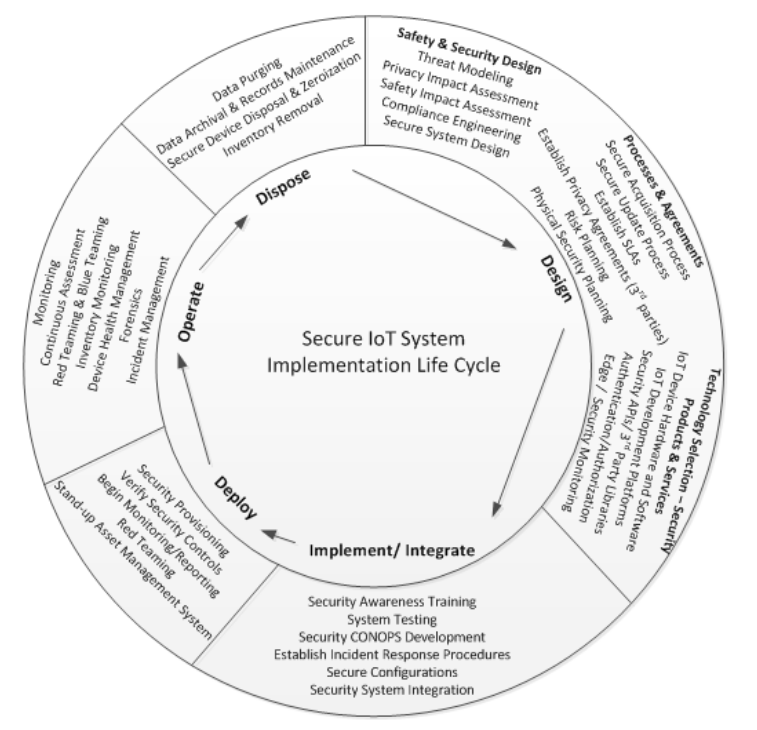 Secure IoT System
Implementation Life Cycle
Design
Safety & Security Design
Threat Modeling
Privacy Impact Assessment
Safety Impact Assessment
Compliance Engineering
Secure System Design
Processes & Agreements
Secure Acquisition Process
Secure Update Process
Establish SLAs
Establish Privacy Agreements (3rd parties)
Risk Planning
Physical Security Planning
Technology Selection – Security
Products & Services
IoT Device Hardware and Software
IoT Development Platforms
Security APIs/ 3rd Party Libraries
Authentication/Authorization
Edge / Security Monitoring
Implement/ Integrate
Security Awareness Training
System Testing
Security CONOPS Development
Establish Incident Response Procedures
Secure Configurations
Security System Integration
Deploy
Security Provisioning
Verify Security Controls
Begin Monitoring/Reporting
Red Teaming
Stand-up Asset Management System
Operate
Monitoring
Continuous Assessment
Red Teaming & Blue Teaming
Inventory Monitoring
Device Health Management
Forensics
Incident Management
Dispose
Data Purging
Data Archival & Records Maintenance
Secure Device Disposal & Zeroization
Inventory Removal